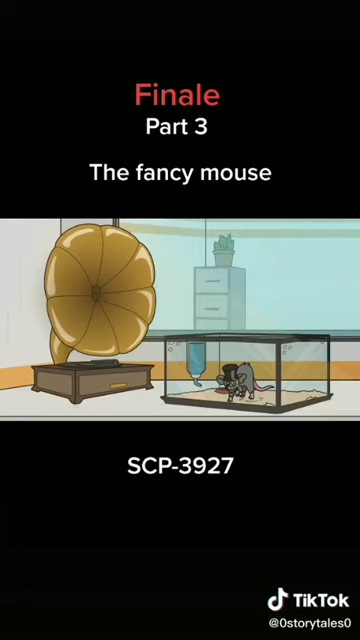 Finale
Part 3
The fancy mouse
SCP-3927
TikTok
@0storytales0